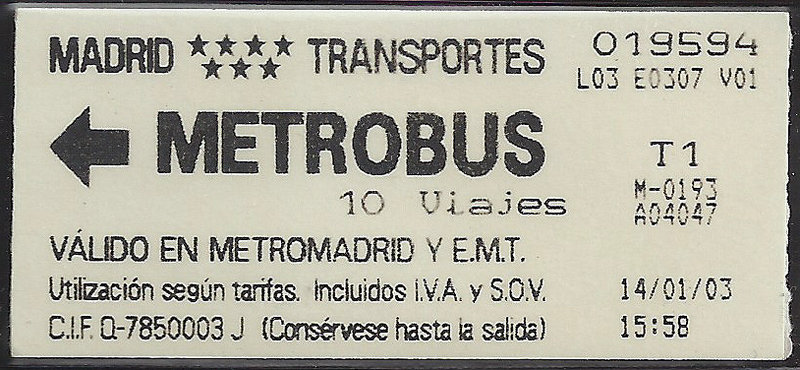 MADRID TRANSPORTES 019594
L03 E0307 V01
METROBUS T1
10 Viajes M-0193
A04047
VÁLIDO EN METROMADRID Y E.M.T.
Utilización según tarifas. Incluidos I.V.A. y S.O.V. 14/01/03
C.I.F. Q-7850003 J (Consérvese hasta la salida) 15:58